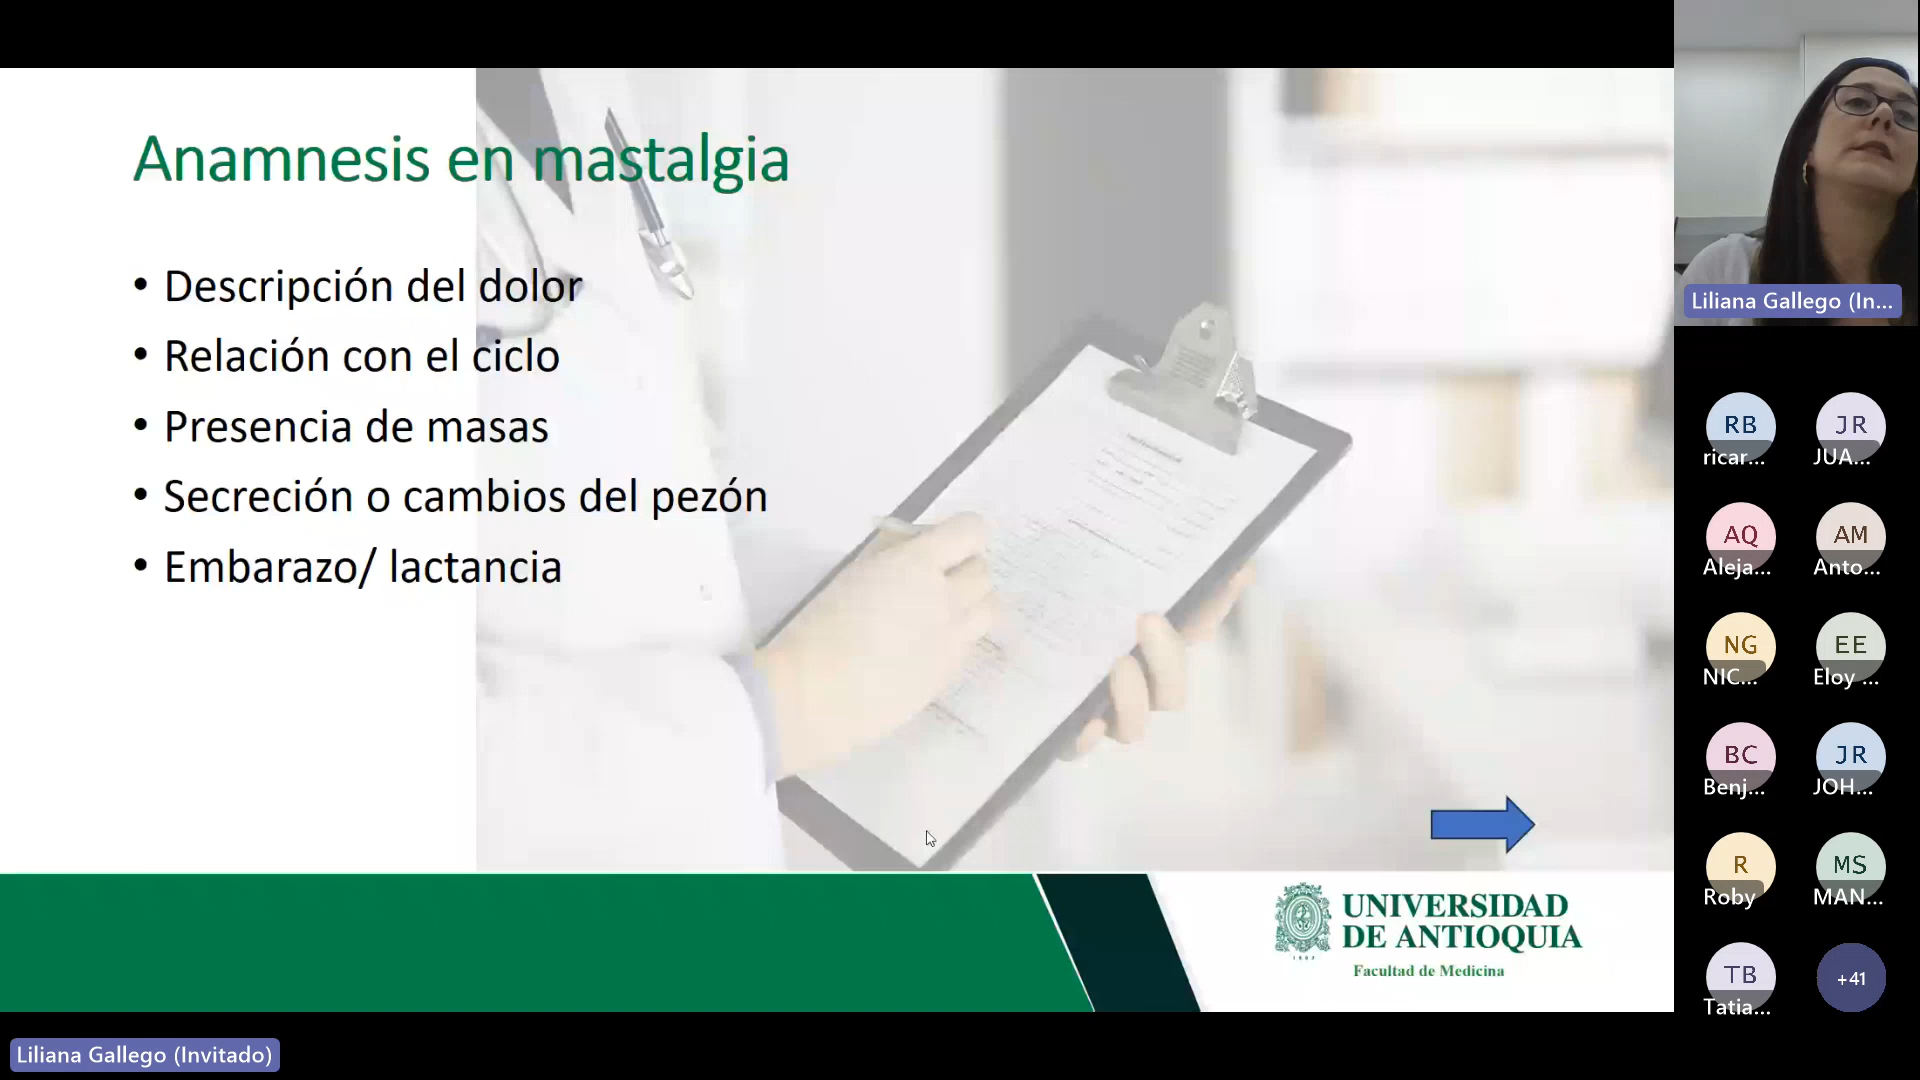 Anamnesis en mastalgia
• Descripción del dolor
• Relación con el ciclo
• Presencia de masas
• Secreción o cambios del pezón
• Embarazo/ lactancia
UNIVERSIDAD
DE ANTIOQUIA
1803
Facultad de Medicina
Liliana Gallego (Invitado)
Liliana Gallego (In...
RB
ricar...
JR
JUA...
AQ
Aleja...
AM
Anto...
NG
NIC...
EE
Eloy ...
BC
Benj...
JR
JOH...
R
Roby
MS
MAN...
TB
Tatia...
+41